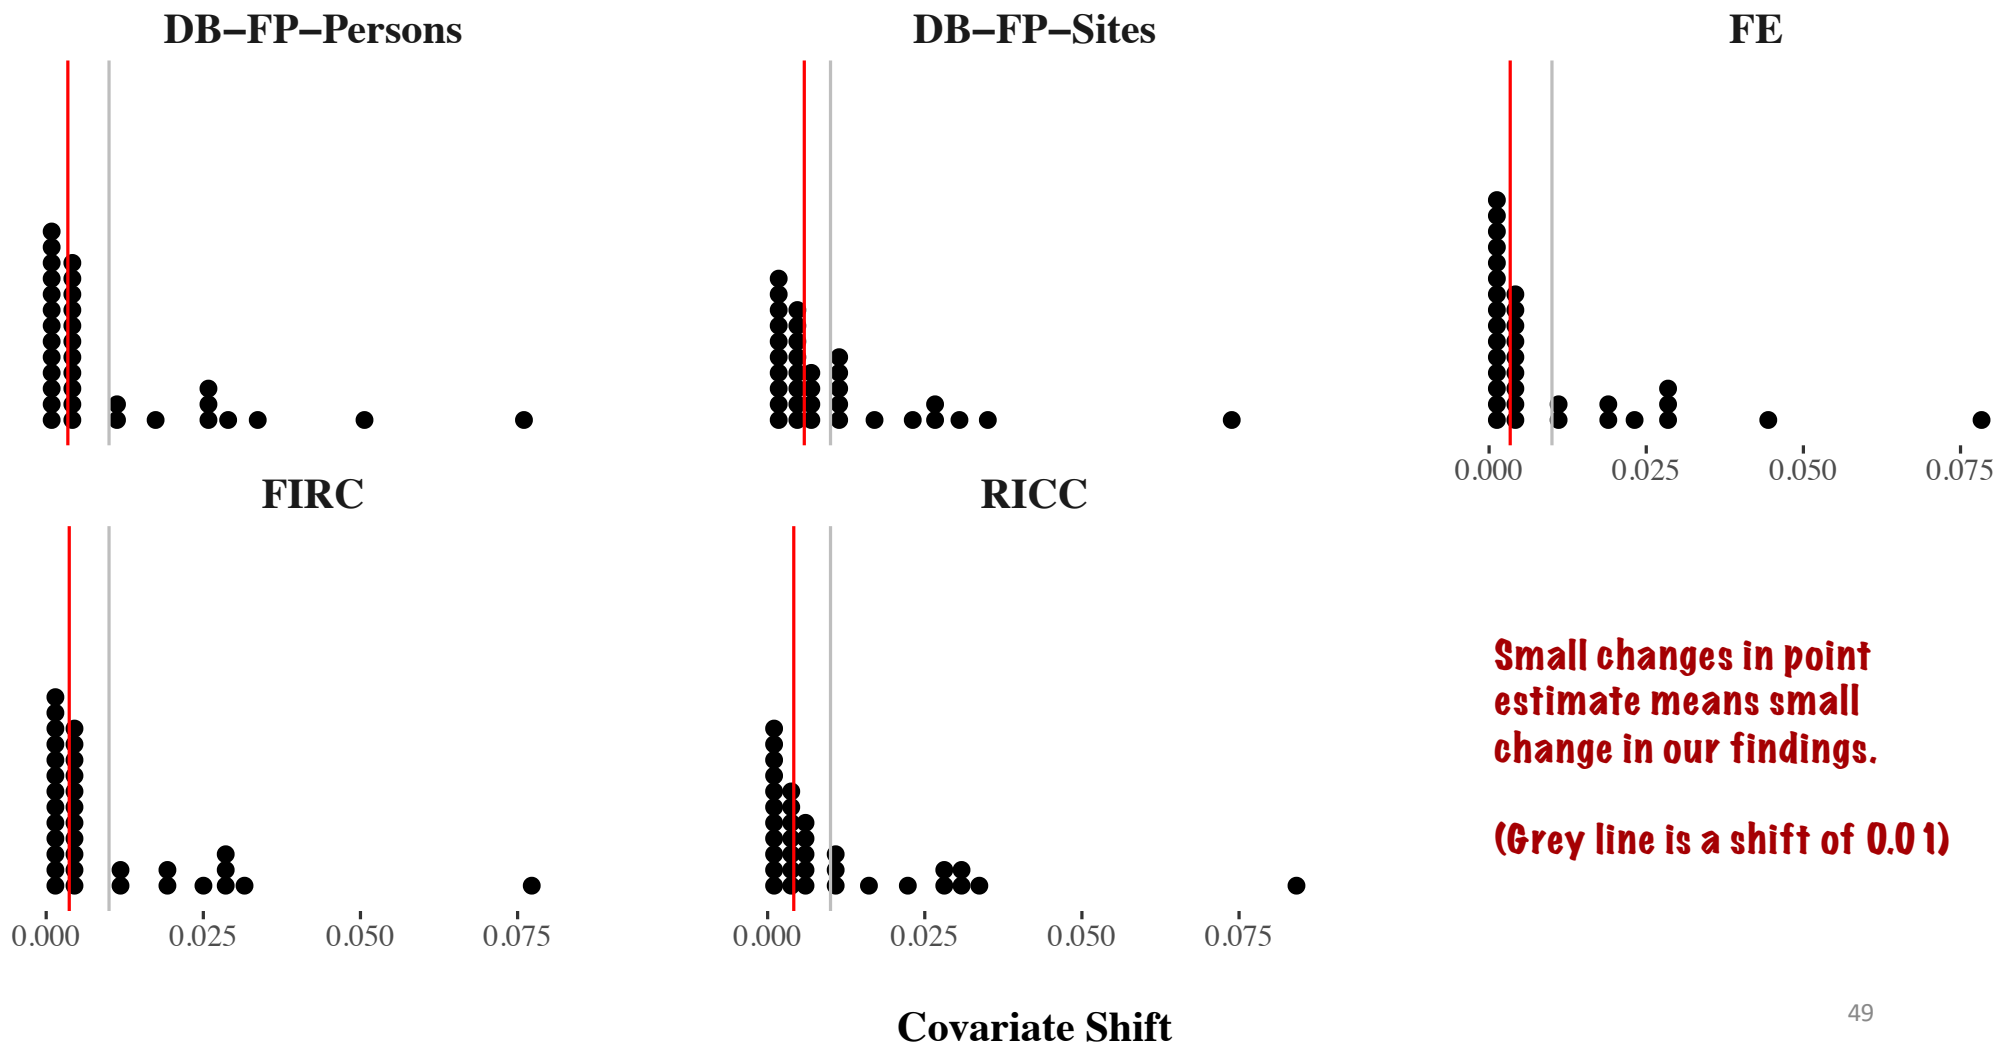 DB–FP–Persons
DB–FP–Sites
FE
0.000 0.025 0.050 0.075
FIRC
RICC
Small changes in point
estimate means small
change in our findings.
(Grey line is a shift of 0.01)
0.000 0.025 0.050 0.075
0.000 0.025 0.050 0.075
Covariate Shift
49